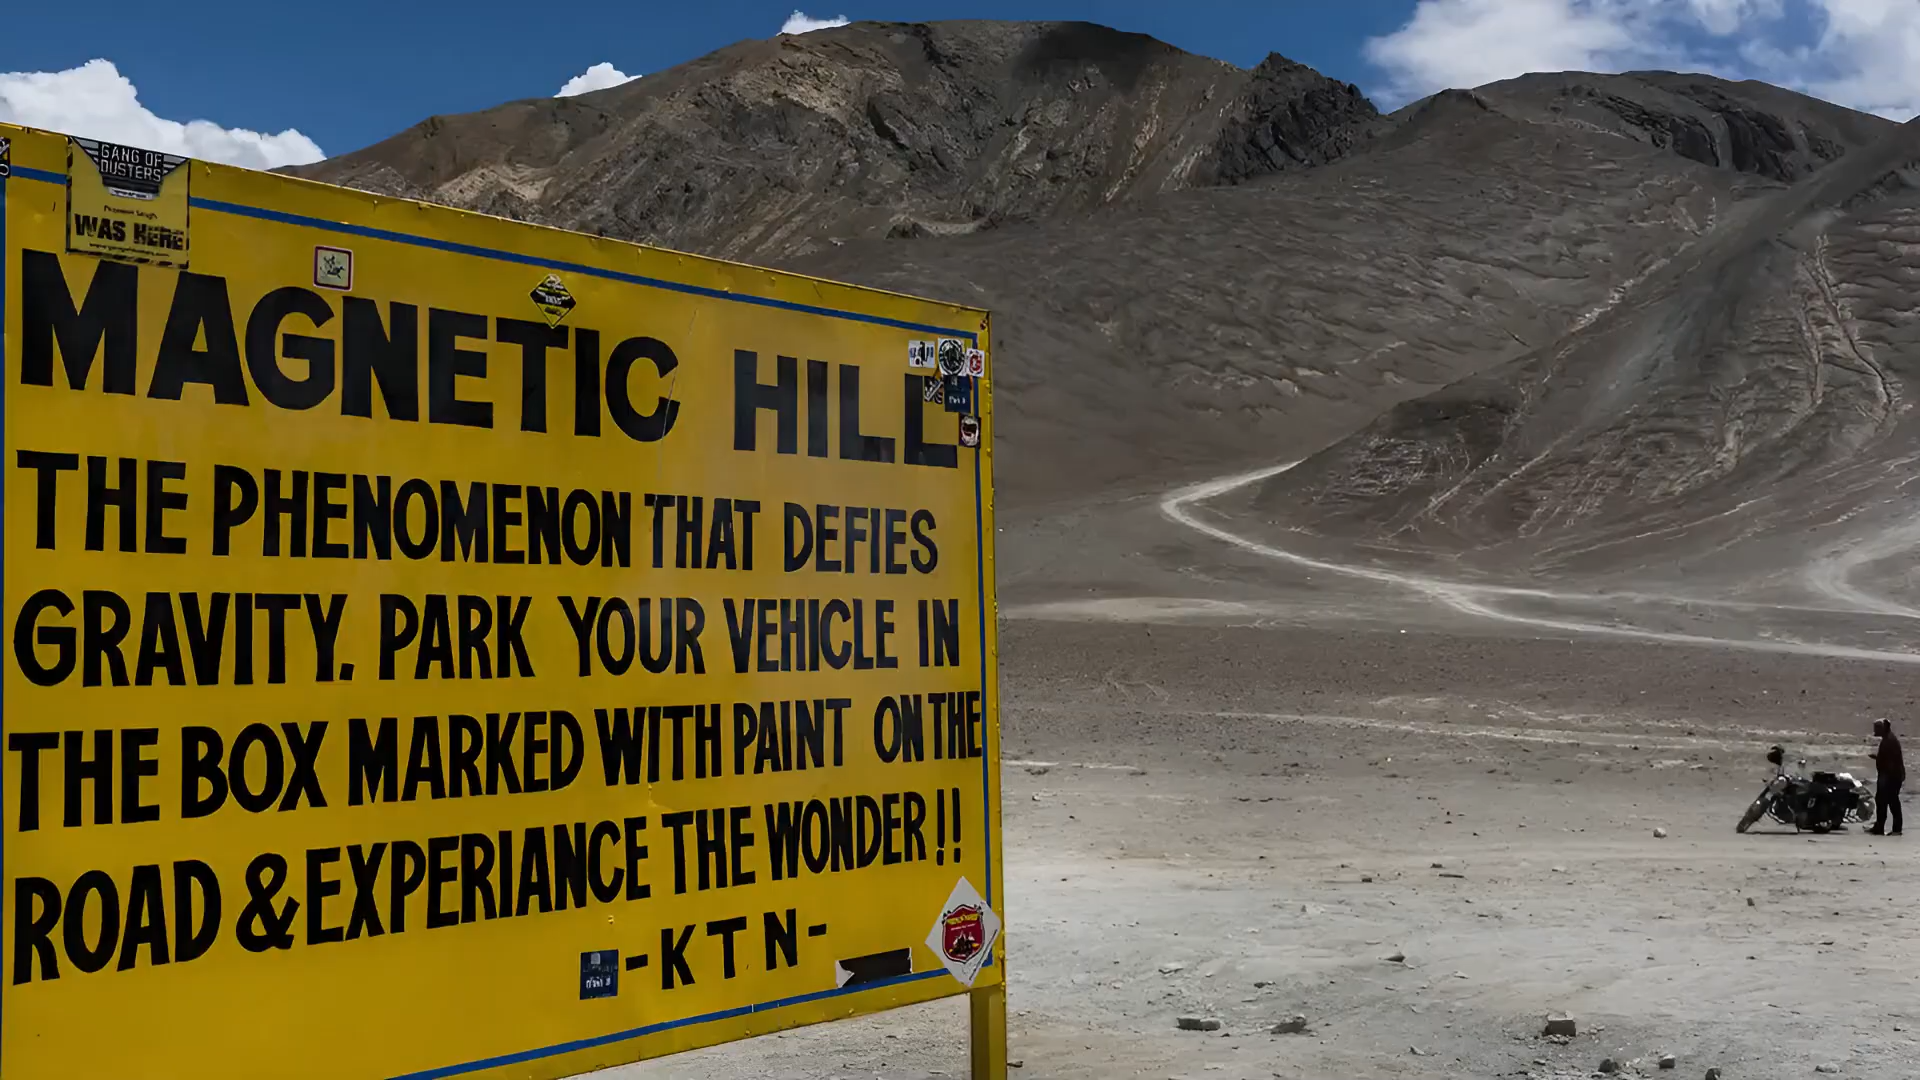 GANG OF
DUSTERS
WAS HERE
MAGNETIC HILL
THE PHENOMENON THAT DEFIES
GRAVITY. PARK YOUR VEHICLE IN
THE BOX MARKED WITH PAINT ON THE
ROAD & EXPERIANCE THE WONDER !!
-KTN-